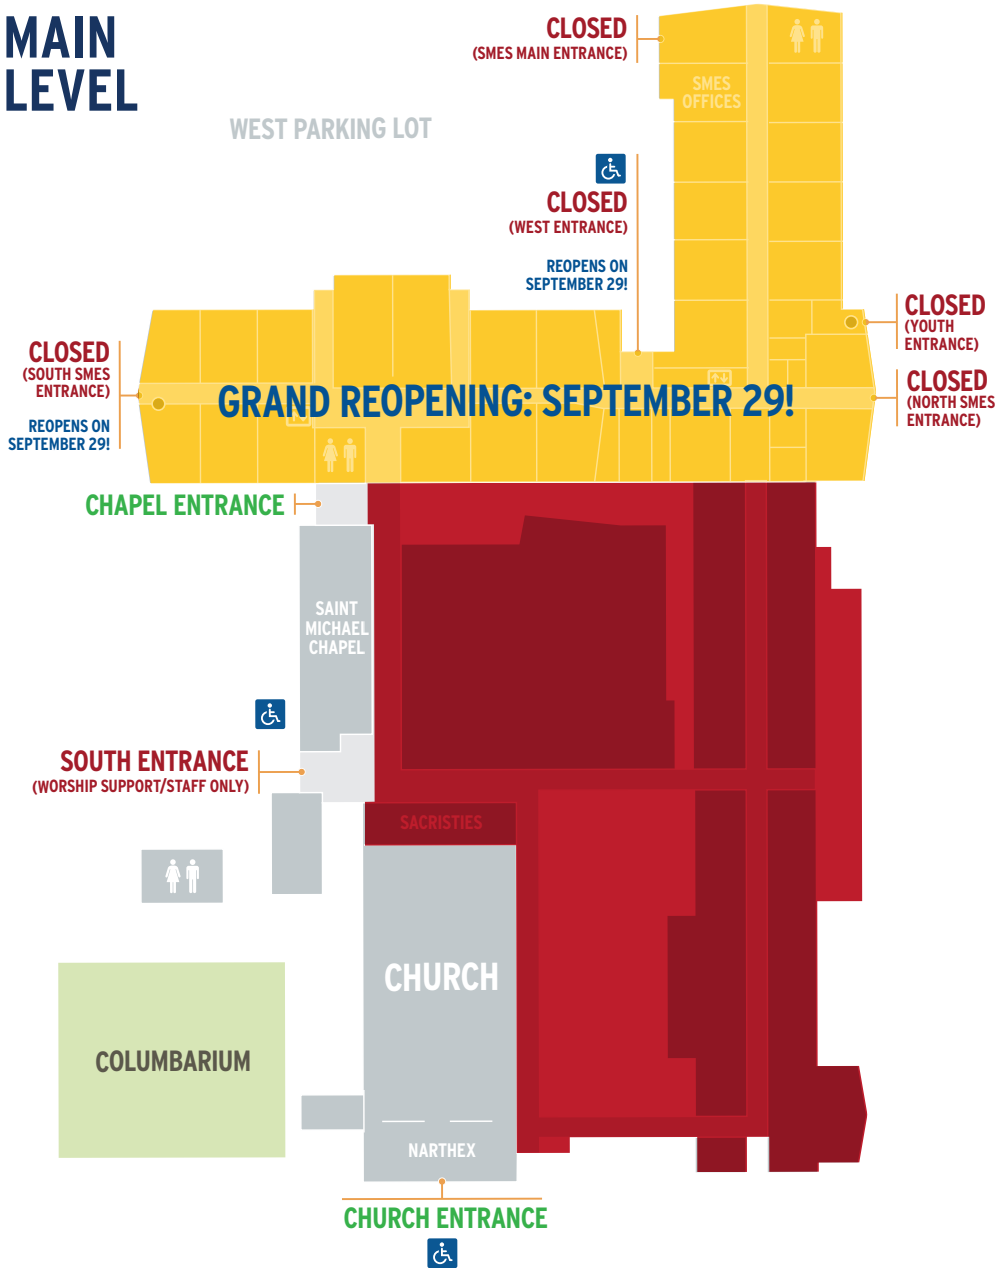 MAIN
LEVEL
WEST PARKING LOT
CLOSED
(SMES MAIN ENTRANCE)
SMES
OFFICES
CLOSED
(WEST ENTRANCE)
REOPENS ON
SEPTEMBER 29!
CLOSED
(YOUTH
ENTRANCE)
CLOSED
(SOUTH SMES
ENTRANCE)
REOPENS ON
SEPTEMBER 29!
GRAND REOPENING: SEPTEMBER 29!
CLOSED
(NORTH SMES
ENTRANCE)
CHAPEL ENTRANCE
SAINT
MICHAEL
CHAPEL
SOUTH ENTRANCE
(WORSHIP SUPPORT/STAFF ONLY)
SACRISTIES
CHURCH
COLUMBARIUM
NARTHEX
CHURCH ENTRANCE